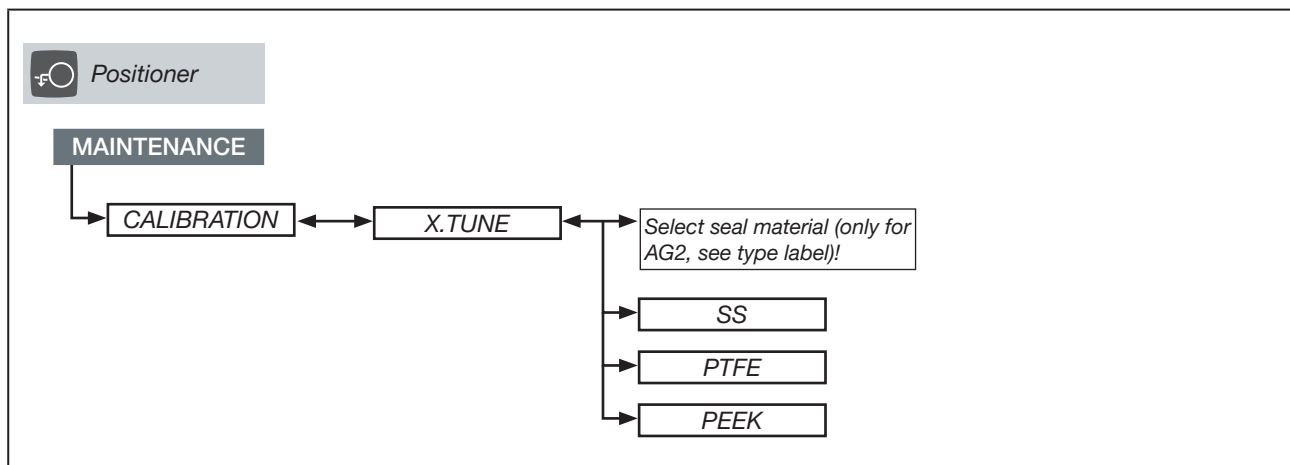 Positioner
MAINTENANCE
CALIBRATION
X.TUNE
Select seal material (only for
AG2, see type label)!
SS
PTFE
PEEK